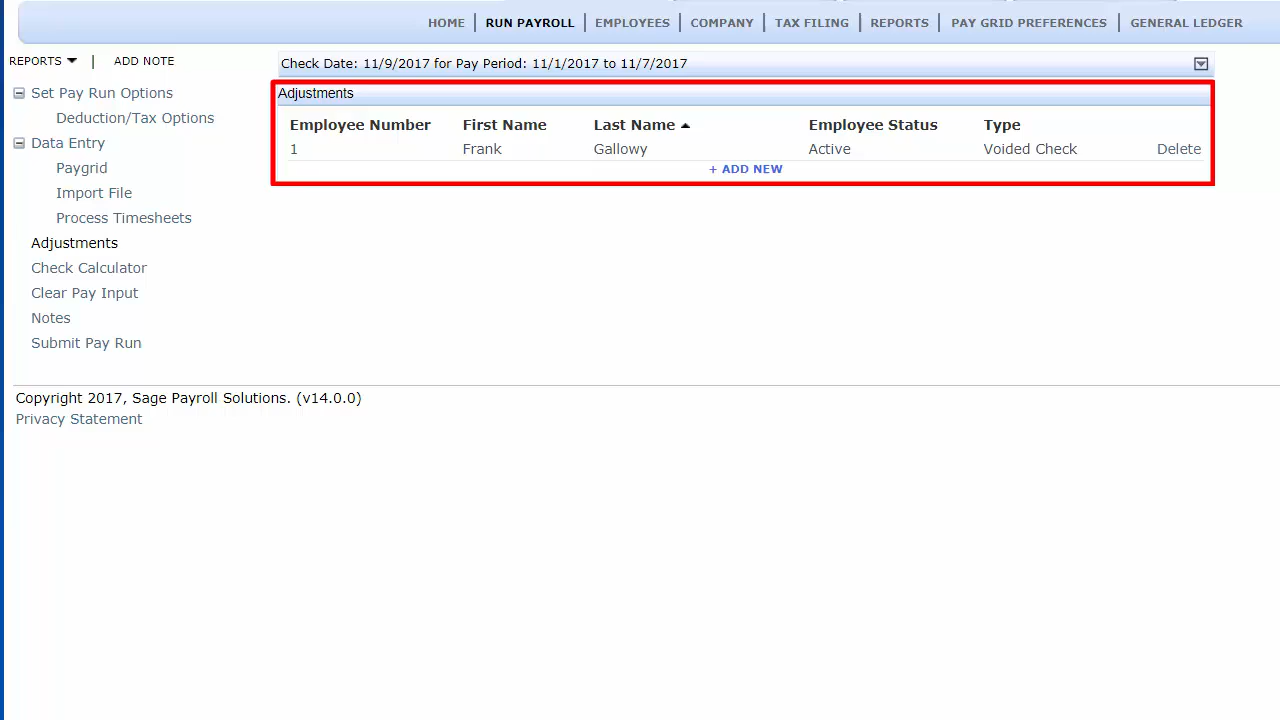 HOME | RUN PAYROLL | EMPLOYEES | COMPANY | TAX FILING | REPORTS | PAY GRID PREFERENCES | GENERAL LEDGER
REPORTS | ADD NOTE
Set Pay Run Options
Deduction/Tax Options
Data Entry
Paygrid
Import File
Process Timesheets
Adjustments
Check Calculator
Clear Pay Input
Notes
Submit Pay Run
Check Date: 11/9/2017 for Pay Period: 11/1/2017 to 11/7/2017
Adjustments
Employee Number First Name Last Name Employee Status Type
1 Frank Gallowy Active Voided Check Delete
+ ADD NEW
Copyright 2017, Sage Payroll Solutions. (v14.0.0)
Privacy Statement